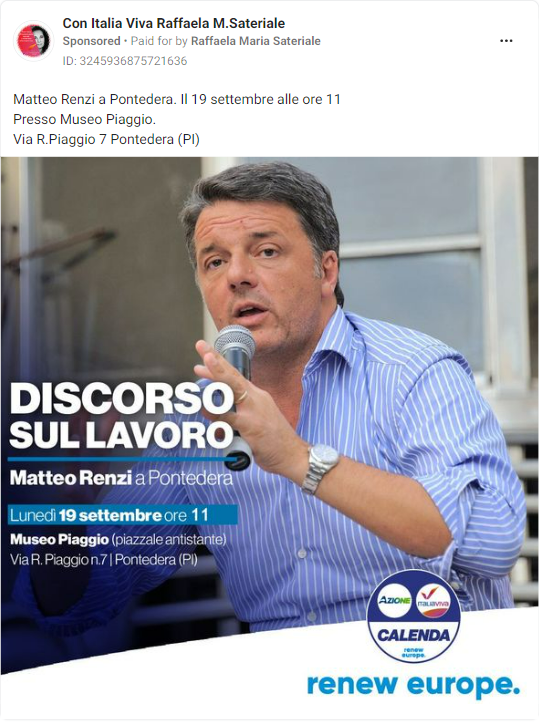 Con Italia Viva Raffaela M.Sateriale
Sponsored • Paid for by Raffaela Maria Sateriale
ID: 3245936875721636
Matteo Renzi a Pontedera. Il 19 settembre alle ore 11
Presso Museo Piaggio.
Via R.Piaggio 7 Pontedera (PI)
DISCORSO
SUL LAVORO
Matteo Renzi a Pontedera
Lunedì 19 settembre ore 11
Museo Piaggio (piazzale antistante)
Via R. Piaggio n.7 | Pontedera (PI)
AZIONE
ITALIAVIVA
CALENDA
renew
europe.
renew europe.